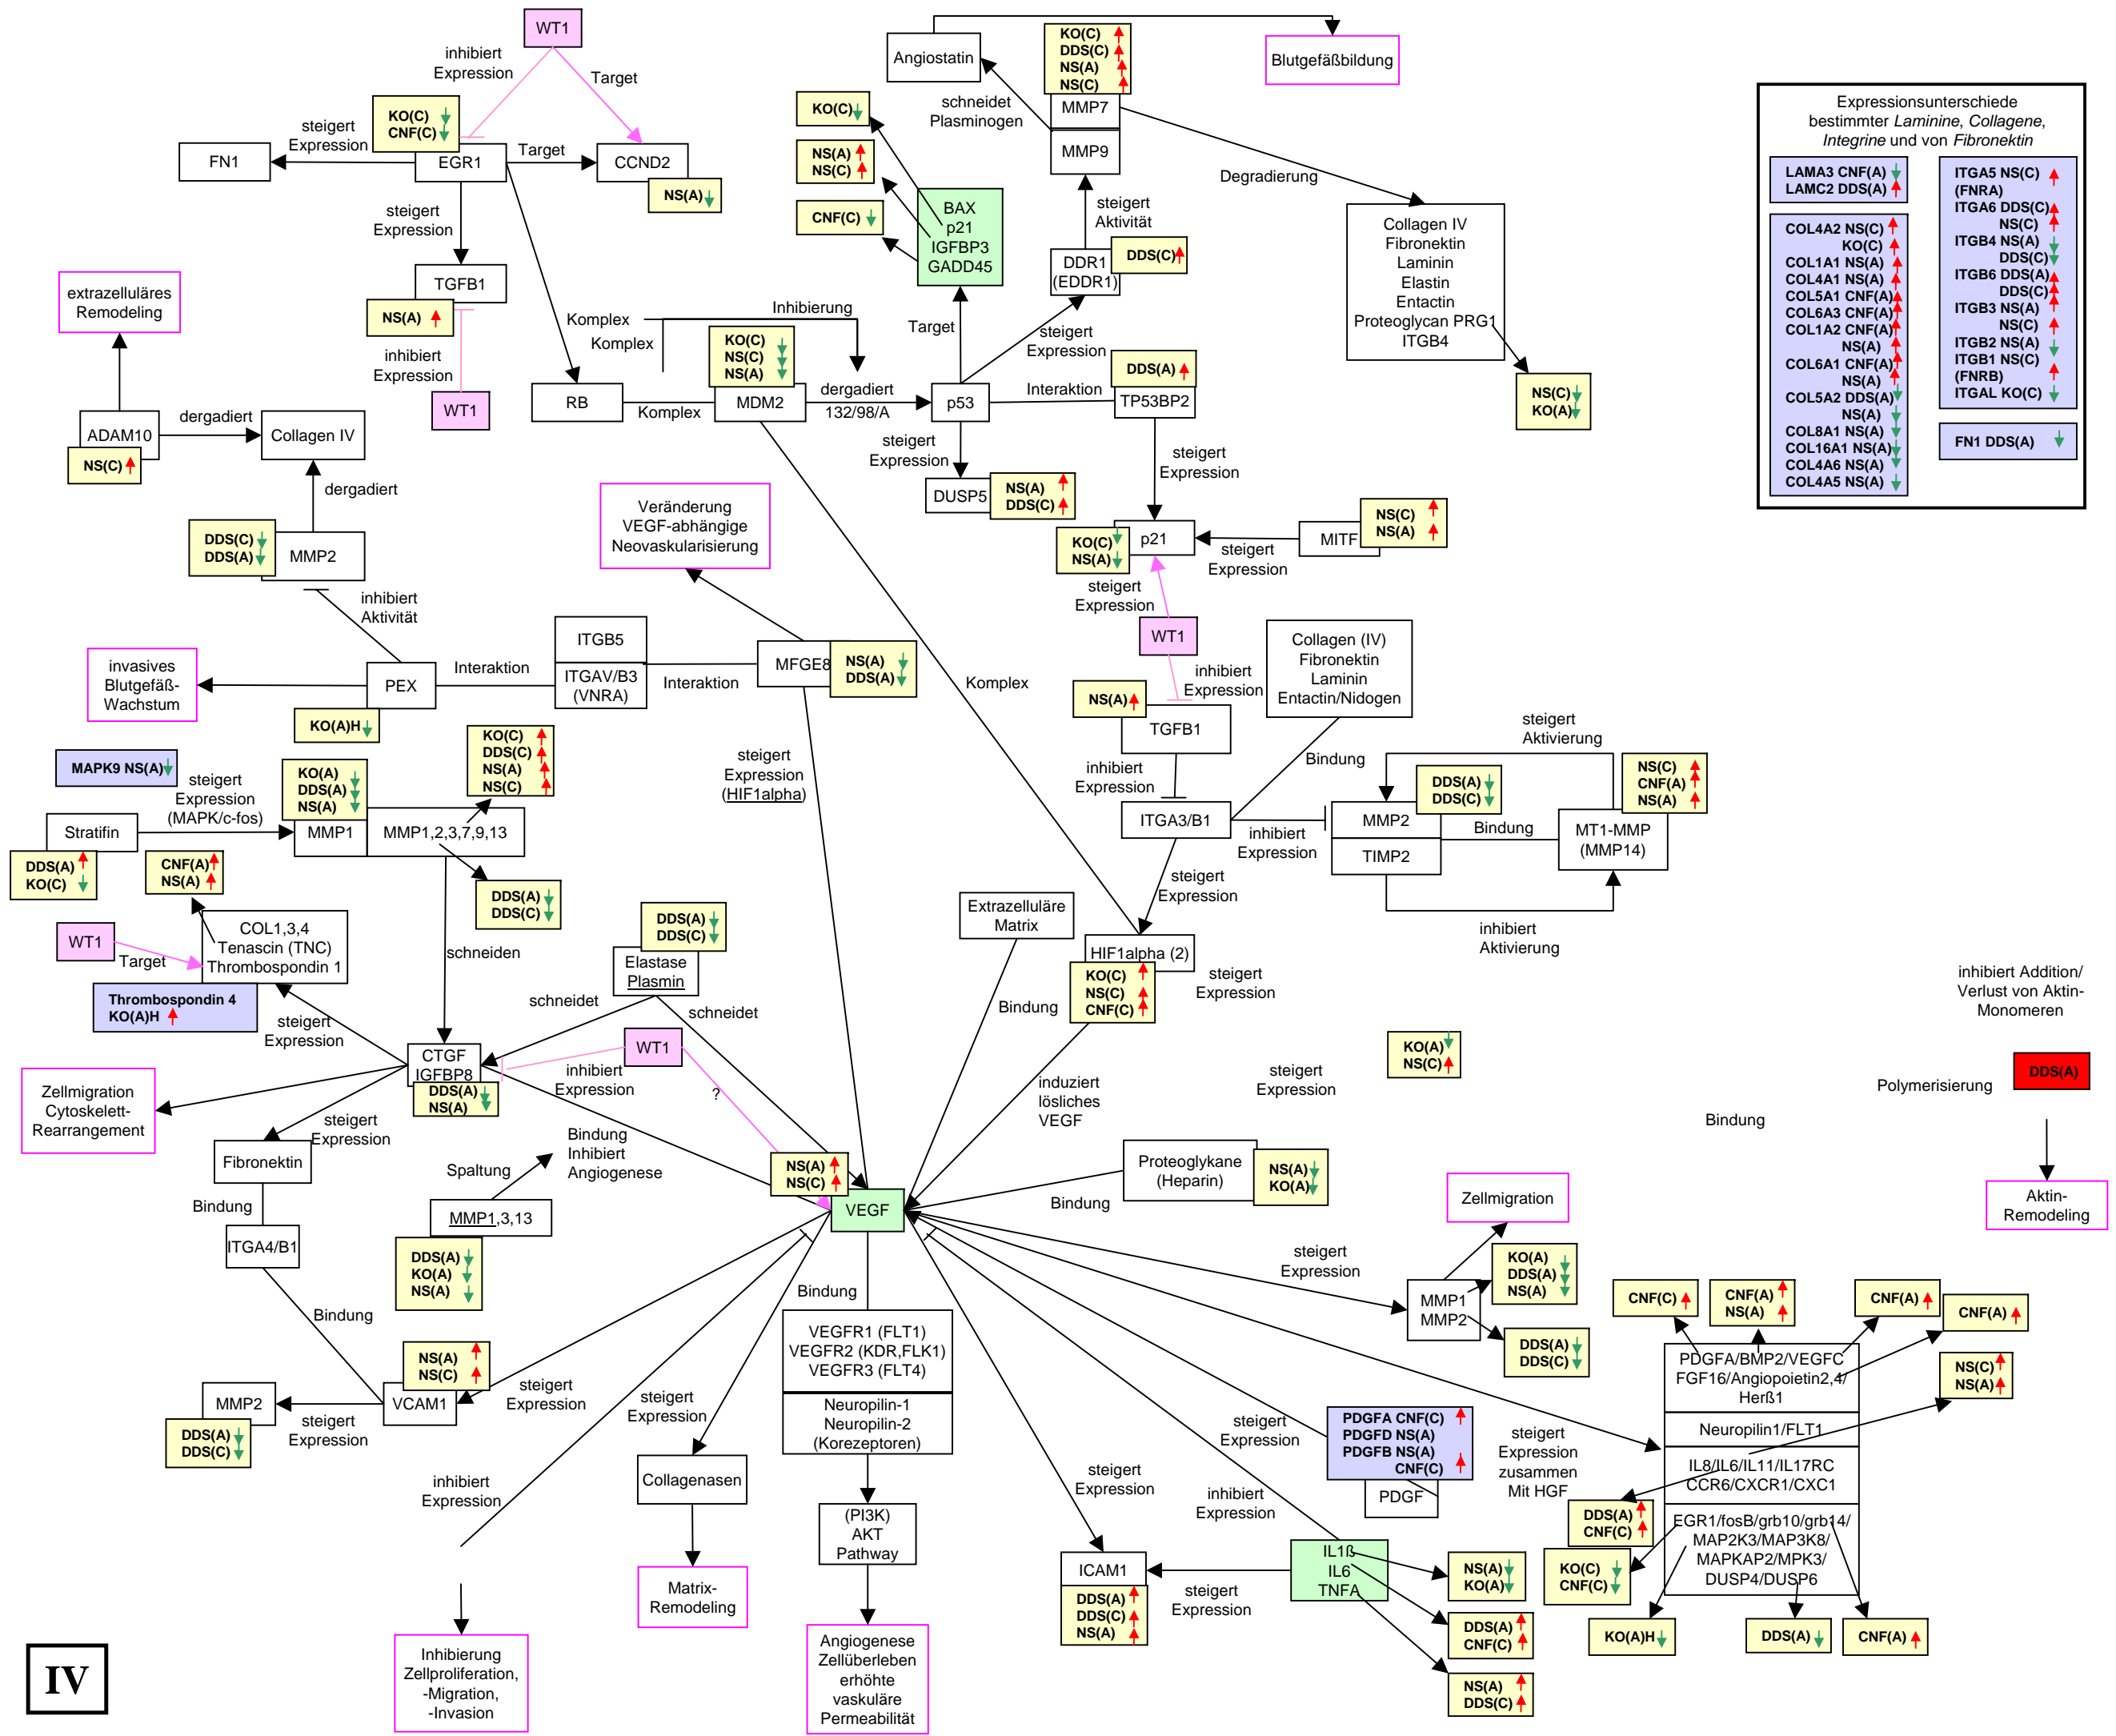 WT1
inhibiert
Expression
Target
KO(C)
CNF(C)
steigert
Expression
FN1
EGR1
Target
CCND2
NS(A)
steigert
Expression
TGFB1
NS(A)
inhibiert
Expression
WT1
extrazelluläres
Remodeling
ADAM10
NS(C)
dergadiert
Collagen IV
dergadiert
DDS(C)
DDS(A)
MMP2
inhibiert
Aktivität
Angiostatin
KO(C)
DDS(C)
NS(A)
NS(C)
MMP7
MMP9
schneidet
Plasminogen
Blutgefäßbildung
KO(C)
NS(A)
NS(C)
CNF(C)
BAX
p21
IGFBP3
GADD45
steigert
Aktivität
DDR1
(EDDR1)
DDS(C)
Degradierung
Collagen IV
Fibronektin
Laminin
Elastin
Entactin
Proteoglycan PRG1
ITGB4
NS(C)
KO(A)
Komplex
Komplex
Inhibierung
KO(C)
NS(C)
NS(A)
RB
Komplex
MDM2
dergadiert
132/98/A
Target
steigert
Expression
p53
Interaktion
DDS(A)
TP53BP2
steigert
Expression
DUSP5
NS(A)
DDS(C)
steigert
Expression
KO(C)
NS(A)
p21
steigert
Expression
MITF
NS(C)
NS(A)
steigert
Expression
WT1
Expressionsunterschiede
bestimmter Laminine, Collagene,
Integrine und von Fibronektin
LAMA3 CNF(A)
LAMC2 DDS(A)
COL4A2 NS(C)
KO(C)
COL1A1 NS(A)
COL4A1 NS(A)
COL5A1 CNF(A)
COL6A3 CNF(A)
COL1A2 CNF(A)
NS(A)
COL6A1 CNF(A)
NS(A)
COL5A2 DDS(A)
NS(A)
COL8A1 NS(A)
COL16A1 NS(A)
COL4A6 NS(A)
COL4A5 NS(A)
ITGA5 NS(C)
(FNRA)
ITGA6 DDS(C)
NS(C)
ITGB4 NS(A)
DDS(C)
ITGB6 DDS(A)
DDS(C)
ITGB3 NS(A)
NS(C)
ITGB2 NS(A)
ITGB1 NS(C)
(FNRB)
ITGAL KO(C)
FN1 DDS(A)
Veränderung
VEGF-abhängige
Neovaskularisierung
invasives
Blutgefäß-
Wachstum
PEX
KO(A)H
Interaktion
ITGB5
ITGAV/B3
(VNRA)
Interaktion
MFGE8
NS(A)
DDS(A)
Komplex
inhibiert
Expression
NS(A)
TGFB1
Collagen (IV)
Fibronektin
Laminin
Entactin/Nidogen
inhibiert
Expression
Bindung
steigert
Aktivierung
ITGA3/B1
inhibiert
Expression
DDS(A)
DDS(C)
MMP2
TIMP2
Bindung
NS(C)
CNF(A)
NS(A)
MT1-MMP
(MMP14)
inhibiert
Aktivierung
steigert
Expression
MAPK9 NS(A)
steigert
Expression
(MAPK/c-fos)
Stratifin
DDS(A)
KO(C)
KO(A)
DDS(A)
NS(A)
MMP1
MMP1,2,3,7,9,13
KO(C)
DDS(C)
NS(A)
NS(C)
DDS(A)
DDS(C)
CNF(A)
NS(A)
WT1
Target
COL1,3,4
Tenascin (TNC)
Thrombospondin 1
Thrombospondin 4
KO(A)H
steigert
Expression
schneiden
steigert
Expression
(HIF1alpha)
DDS(A)
DDS(C)
Elastase
Plasmin
schneidet
schneidet
WT1
inhibiert
Expression
?
CTGF
IGFBP8
DDS(A)
NS(A)
Zellmigration
Cytoskelett-
Rearrangement
steigert
Expression
Fibronektin
Bindung
ITGA4/B1
Bindung
Spaltung
Bindung
Inhibiert
Angiogenese
MMP1,3,13
DDS(A)
KO(A)
NS(A)
Extrazelluläre
Matrix
Bindung
HIF1alpha (2)
KO(C)
NS(C)
CNF(C)
steigert
Expression
induziert
lösliches
VEGF
steigert
Expression
KO(A)
NS(C)
inhibiert Addition/
Verlust von Aktin-
Monomeren
Polymerisierung
DDS(A)
Bindung
Aktin-
Remodeling
NS(A)
NS(C)
VEGF
Proteoglykane
(Heparin)
NS(A)
KO(A)
Bindung
Zellmigration
steigert
Expression
MMP1
MMP2
KO(A)
DDS(A)
NS(A)
DDS(A)
DDS(C)
NS(A)
NS(C)
VCAM1
MMP2
DDS(A)
DDS(C)
steigert
Expression
steigert
Expression
steigert
Expression
inhibiert
Expression
Inhibierung
Zellproliferation,
-Migration,
-Invasion
Collagenasen
Matrix-
Remodeling
Bindung
VEGFR1 (FLT1)
VEGFR2 (KDR,FLK1)
VEGFR3 (FLT4)
Neuropilin-1
Neuropilin-2
(Korezeptoren)
(PI3K)
AKT
Pathway
Angiogenese
Zellüberleben
erhöhte
vaskuläre
Permeabilität
steigert
Expression
ICAM1
DDS(A)
DDS(C)
NS(A)
steigert
Expression
inhibiert
Expression
steigert
Expression
IL1ß
IL6
TNFA
NS(A)
KO(A)
DDS(A)
CNF(C)
NS(A)
DDS(C)
PDGFA CNF(C)
PDGFD NS(A)
PDGFB NS(A)
CNF(C)
PDGF
steigert
Expression
zusammen
Mit HGF
CNF(C)
CNF(A)
NS(A)
CNF(A)
CNF(A)
PDGFA/BMP2/VEGFC
FGF16/Angiopoietin2,4/
Herß1
NS(C)
NS(A)
Neuropilin1/FLT1
IL8/IL6/IL11/IL17RC
CCR6/CXCR1/CXC1
DDS(A)
CNF(C)
EGR1/fosB/grb10/grb14/
MAP2K3/MAP3K8/
MAPKAP2/MPK3/
DUSP4/DUSP6
KO(C)
CNF(C)
KO(A)H
DDS(A)
CNF(A)
IV